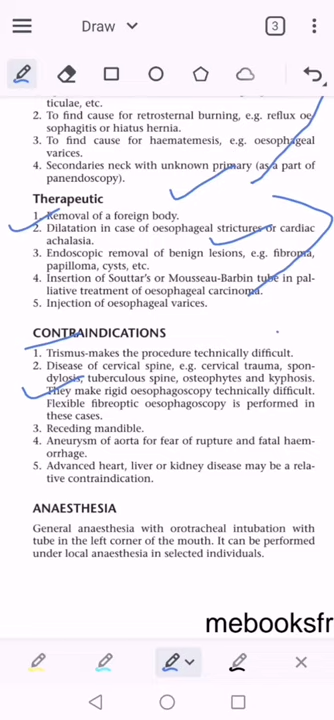 Draw
3
ticulae, etc.
2. To find cause for retrosternal burning, e.g. reflux oe-
sophagitis or hiatus hernia.
3. To find cause for haematemesis, e.g. oesophageal
varices.
4. Secondaries neck with unknown primary (as a part of
panendoscopy).
Therapeutic
1. Removal of a foreign body.
2. Dilatation in case of oesophageal strictures or cardiac
achalasia.
3. Endoscopic removal of benign lesions, e.g. fibroma,
papilloma, cysts, etc.
4. Insertion of Souttar's or Mousseau-Barbin tube in pal-
liative treatment of oesophageal carcinoma.
5. Injection of oesophageal varices.
CONTRAINDICATIONS
1. Trismus-makes the procedure technically difficult.
2. Disease of cervical spine, e.g. cervical trauma, spon-
dylosis, tuberculous spine, osteophytes and kyphosis.
They make rigid oesophagoscopy technically difficult.
Flexible fibreoptic oesophagoscopy is performed in
these cases.
3. Receding mandible.
4. Aneurysm of aorta for fear of rupture and fatal haem-
orrhage.
5. Advanced heart, liver or kidney disease may be a rela-
tive contraindication.
ANAESTHESIA
General anaesthesia with orotracheal intubation with
tube in the left corner of the mouth. It can be performed
under local anaesthesia in selected individuals.
mebooksfr